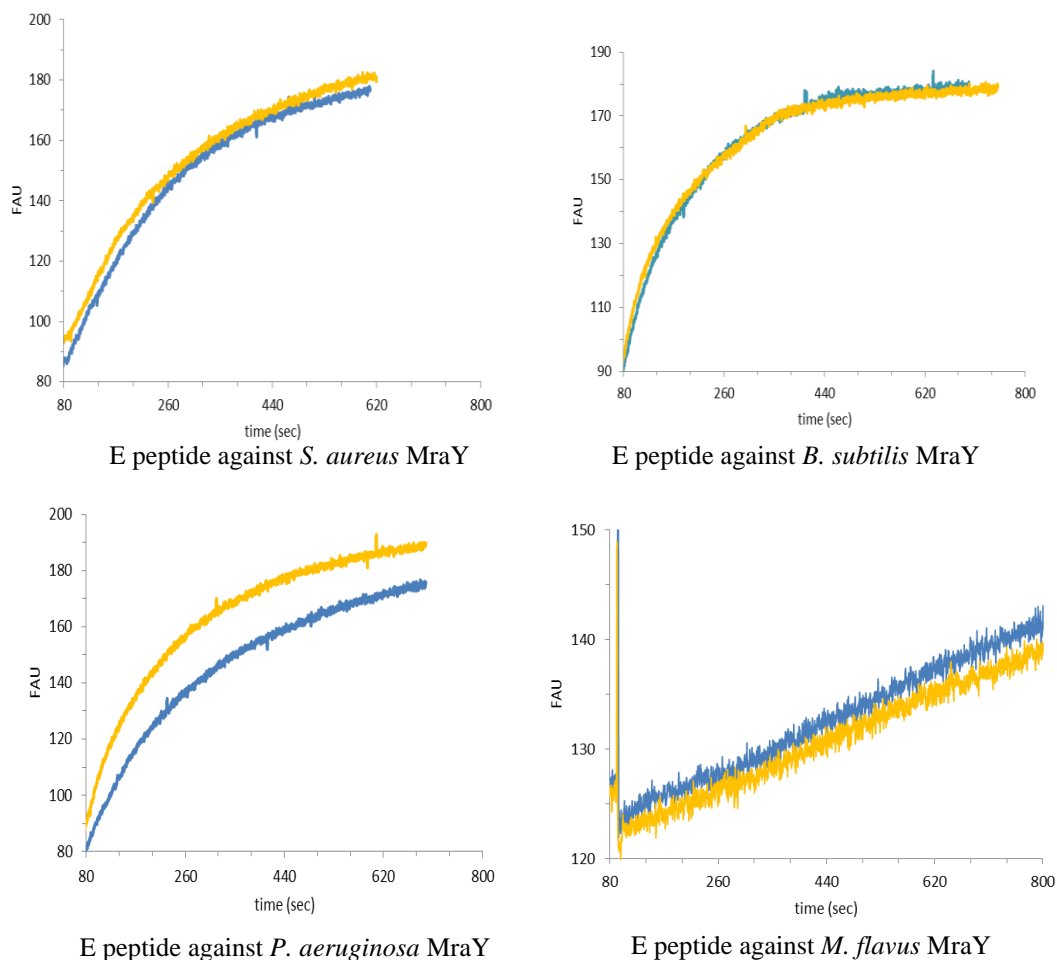 200
180
160
140
120
100
80
FAU
80 260 440 620 800
time (sec)
E peptide against S. aureus MraY
190
170
150
130
110
90
FAU
80 260 440 620 800
time (sec)
E peptide against B. subtilis MraY
200
180
160
140
120
100
80
FAU
80 260 440 620 800
time (sec)
E peptide against P. aeruginosa MraY
150
140
130
120
FAU
80 260 440 620 800
time (sec)
E peptide against M. flavus MraY